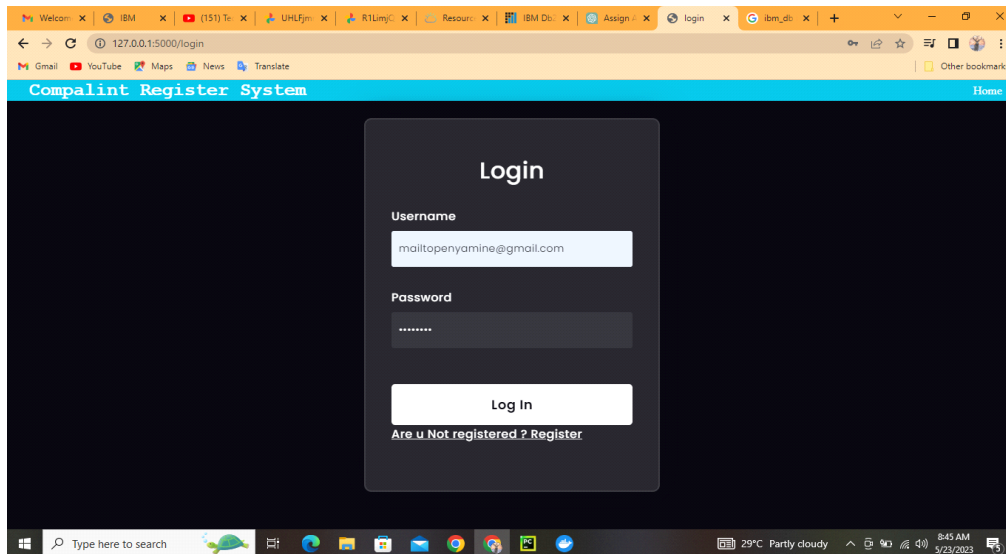 Welcom
IBM
(151) Te
UHLFjm
R1LimjC
Resourc
IBM Db2
Assign A
login
ibm_db
127.0.0.1:5000/login
Gmail
YouTube
Maps
News
Translate
Other bookmark
Compalint Register System
Home
Login
Username
mailtopenyamine@gmail.com
Password
••••••••
Log In
Are u Not registered ? Register
Type here to search
29°C Partly cloudy
8:45 AM
5/23/2023